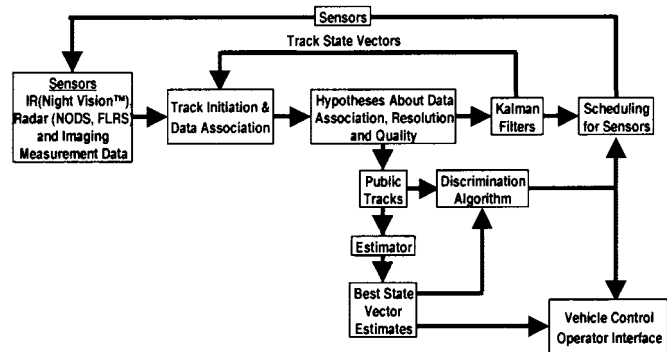 Sensors
Track State Vectors
Sensors
IR(Night Vision™),
Radar (NODS, FLRS)
and Imaging
Measurement Data
Track Initiation &
Data Association
Hypotheses About Data
Association, Resolution
and Quality
Kalman
Filters
Scheduling
for Sensors
Public
Tracks
Discrimination
Algorithm
Estimator
Best State
Vector
Estimates
Vehicle Control
Operator Interface